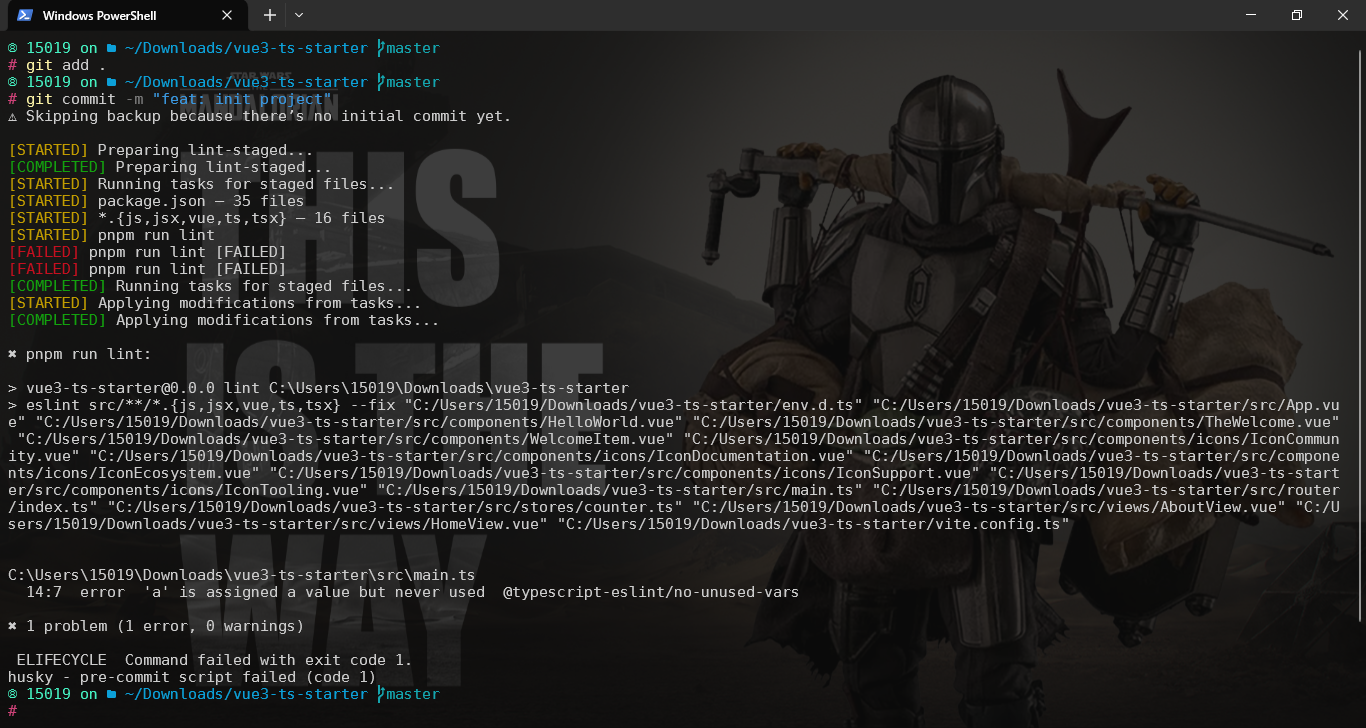 Windows PowerShell
@ 15019 on ~/Downloads/vue3-ts-starter master
# git add .
@ 15019 on ~/Downloads/vue3-ts-starter master
# git commit -m "feat: init project"
⚠ Skipping backup because there’s no initial commit yet.
[STARTED] Preparing lint-staged...
[COMPLETED] Preparing lint-staged...
[STARTED] Running tasks for staged files...
[STARTED] package.json — 35 files
[STARTED] *.{js,jsx,vue,ts,tsx} — 16 files
[STARTED] pnpm run lint
[FAILED] pnpm run lint [FAILED]
[FAILED] pnpm run lint [FAILED]
[COMPLETED] Running tasks for staged files...
[STARTED] Applying modifications from tasks...
[COMPLETED] Applying modifications from tasks...
✖ pnpm run lint:
> vue3-ts-starter@0.0.0 lint C:\Users\15019\Downloads\vue3-ts-starter
> eslint src/**/*.{js,jsx,vue,ts,tsx} --fix "C:/Users/15019/Downloads/vue3-ts-starter/env.d.ts" "C:/Users/15019/Downloads/vue3-ts-starter/src/App.vu
e" "C:/Users/15019/Downloads/vue3-ts-starter/src/components/HelloWorld.vue" "C:/Users/15019/Downloads/vue3-ts-starter/src/components/TheWelcome.vue"
 "C:/Users/15019/Downloads/vue3-ts-starter/src/components/WelcomeItem.vue" "C:/Users/15019/Downloads/vue3-ts-starter/src/components/icons/IconCommun
ity.vue" "C:/Users/15019/Downloads/vue3-ts-starter/src/components/icons/IconDocumentation.vue" "C:/Users/15019/Downloads/vue3-ts-starter/src/compone
nts/icons/IconEcosystem.vue" "C:/Users/15019/Downloads/vue3-ts-starter/src/components/icons/IconSupport.vue" "C:/Users/15019/Downloads/vue3-ts-start
er/src/components/icons/IconTooling.vue" "C:/Users/15019/Downloads/vue3-ts-starter/src/main.ts" "C:/Users/15019/Downloads/vue3-ts-starter/src/router
/index.ts" "C:/Users/15019/Downloads/vue3-ts-starter/src/stores/counter.ts" "C:/Users/15019/Downloads/vue3-ts-starter/src/views/AboutView.vue" "C:/U
sers/15019/Downloads/vue3-ts-starter/src/views/HomeView.vue" "C:/Users/15019/Downloads/vue3-ts-starter/vite.config.ts"
C:\Users\15019\Downloads\vue3-ts-starter\src\main.ts
  14:7  error  'a' is assigned a value but never used  @typescript-eslint/no-unused-vars
✖ 1 problem (1 error, 0 warnings)
 ELIFECYCLE  Command failed with exit code 1.
husky - pre-commit script failed (code 1)
@ 15019 on ~/Downloads/vue3-ts-starter master
#
STAR WARS
MANDALORIAN
THIS
IS THE
WAY